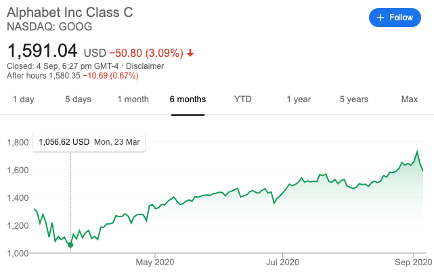 Alphabet Inc Class C
NASDAQ: GOOG
+ Follow
1,591.04 USD −50.80 (3.09%) ↓
Closed: 4 Sep, 6:27 pm GMT-4 · Disclaimer
After hours 1,580.35 −10.69 (0.67%)
1 day 5 days 1 month 6 months YTD 1 year 5 years Max
1,056.62 USD Mon, 23 Mar
1,800
1,600
1,400
1,200
1,000
May 2020 Jul 2020 Sep 2020